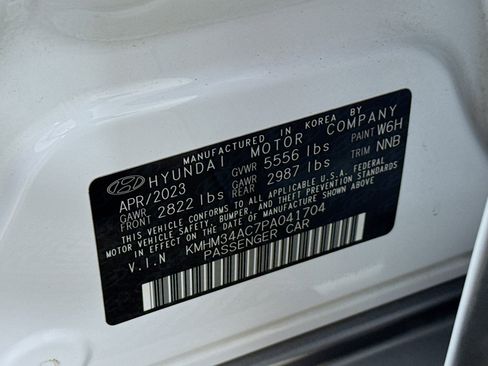 MANUFACTURED IN KOREA BY
HYUNDAI MOTOR COMPANY
APR/2023 GVWR 5556 lbs PAINT W6H
GAWR FRONT 2822 lbs GAWR REAR 2987 lbs TRIM NNB
THIS VEHICLE CONFORMS TO ALL APPLICABLE U.S.A. FEDERAL
MOTOR VEHICLE SAFETY, BUMPER, AND THEFT PREVENTION
STANDARDS IN EFFECT ON THE DATE OF MANUFACTURE SHOWN ABOVE.
V.I.N KMHM34AC7PA041704
PASSENGER CAR